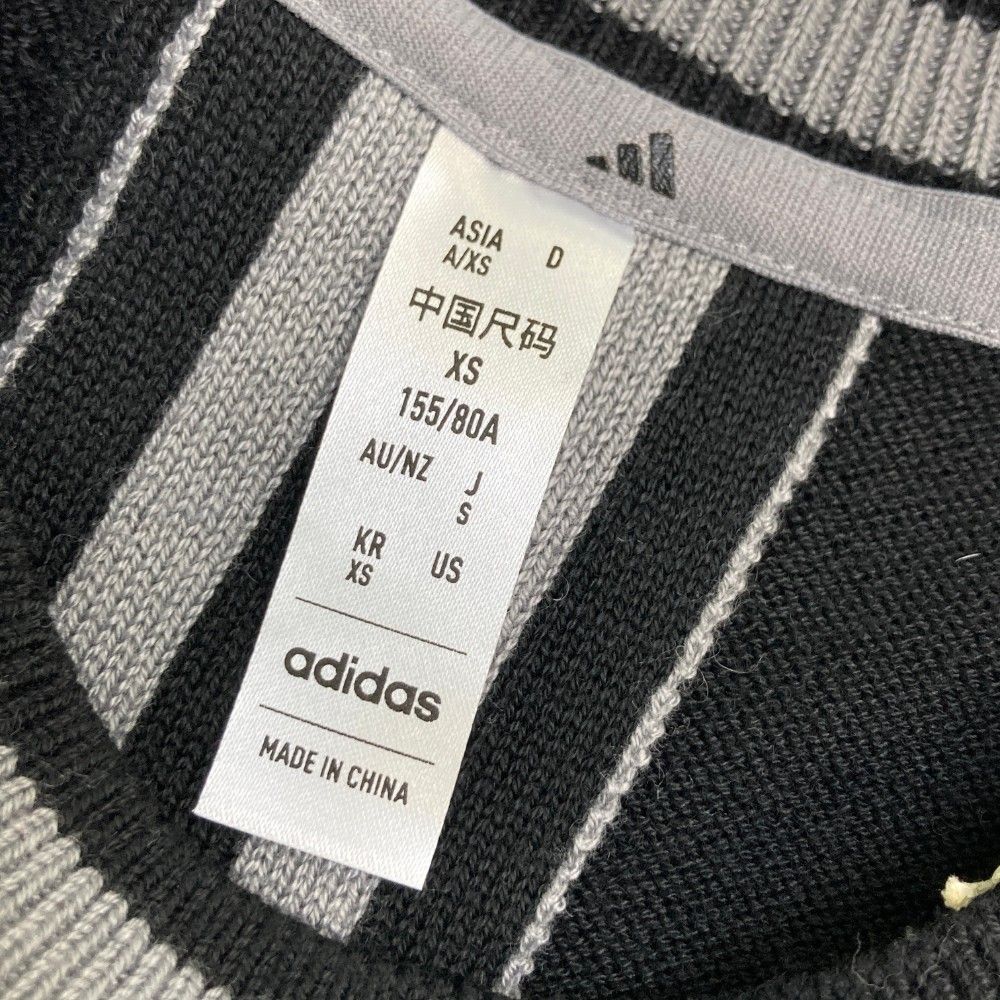 ASIA D
A/XS
中国尺码
XS
155/80A
AU/NZ J
S
KR US
XS
adidas
MADE IN CHINA